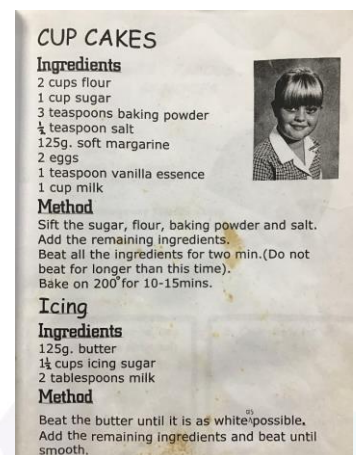 CUP CAKES
Ingredients
2 cups flour
1 cup sugar
3 teaspoons baking powder
½ teaspoon salt
125g. soft margarine
2 eggs
1 teaspoon vanilla essence
1 cup milk
Method
Sift the sugar, flour, baking powder and salt.
Add the remaining ingredients.
Beat all the ingredients for two min.(Do not
beat for longer than this time).
Bake on 200° for 10-15mins.
Icing
Ingredients
125g. butter
1½ cups icing sugar
2 tablespoons milk
Method
Beat the butter until it is as white as possible.
Add the remaining ingredients and beat until
smooth.